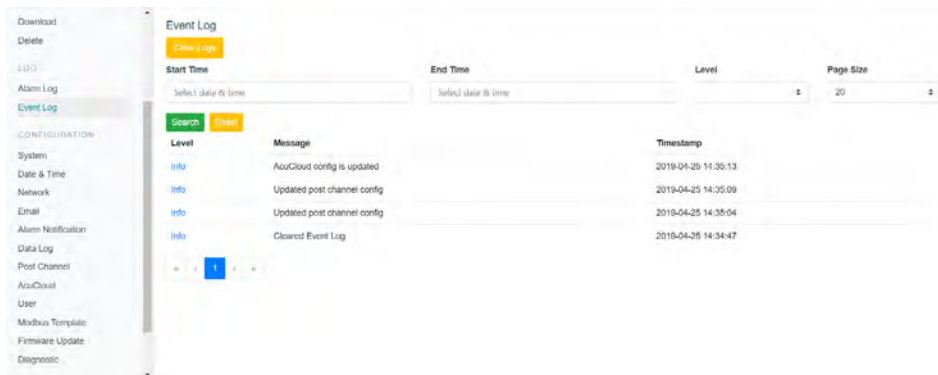 Download
Delete
LOG
Alarm Log
Event Log
CONFIGURATION
System
Date & Time
Network
Email
Alarm Notification
Data Log
Post Channel
AcuCloud
User
Modbus Template
Firmware Update
Diagnostic
Event Log
Clear Logs
Start Time End Time Level Page Size
Select date & time Select date & time 20
Search Reset
Level Message Timestamp
Info AcuCloud config is updated 2019-04-25 14:35:13
Info Updated post channel config 2019-04-25 14:35:09
Info Updated post channel config 2019-04-25 14:35:04
Info Cleared Event Log 2019-04-25 14:34:47
« ‹ 1 › »